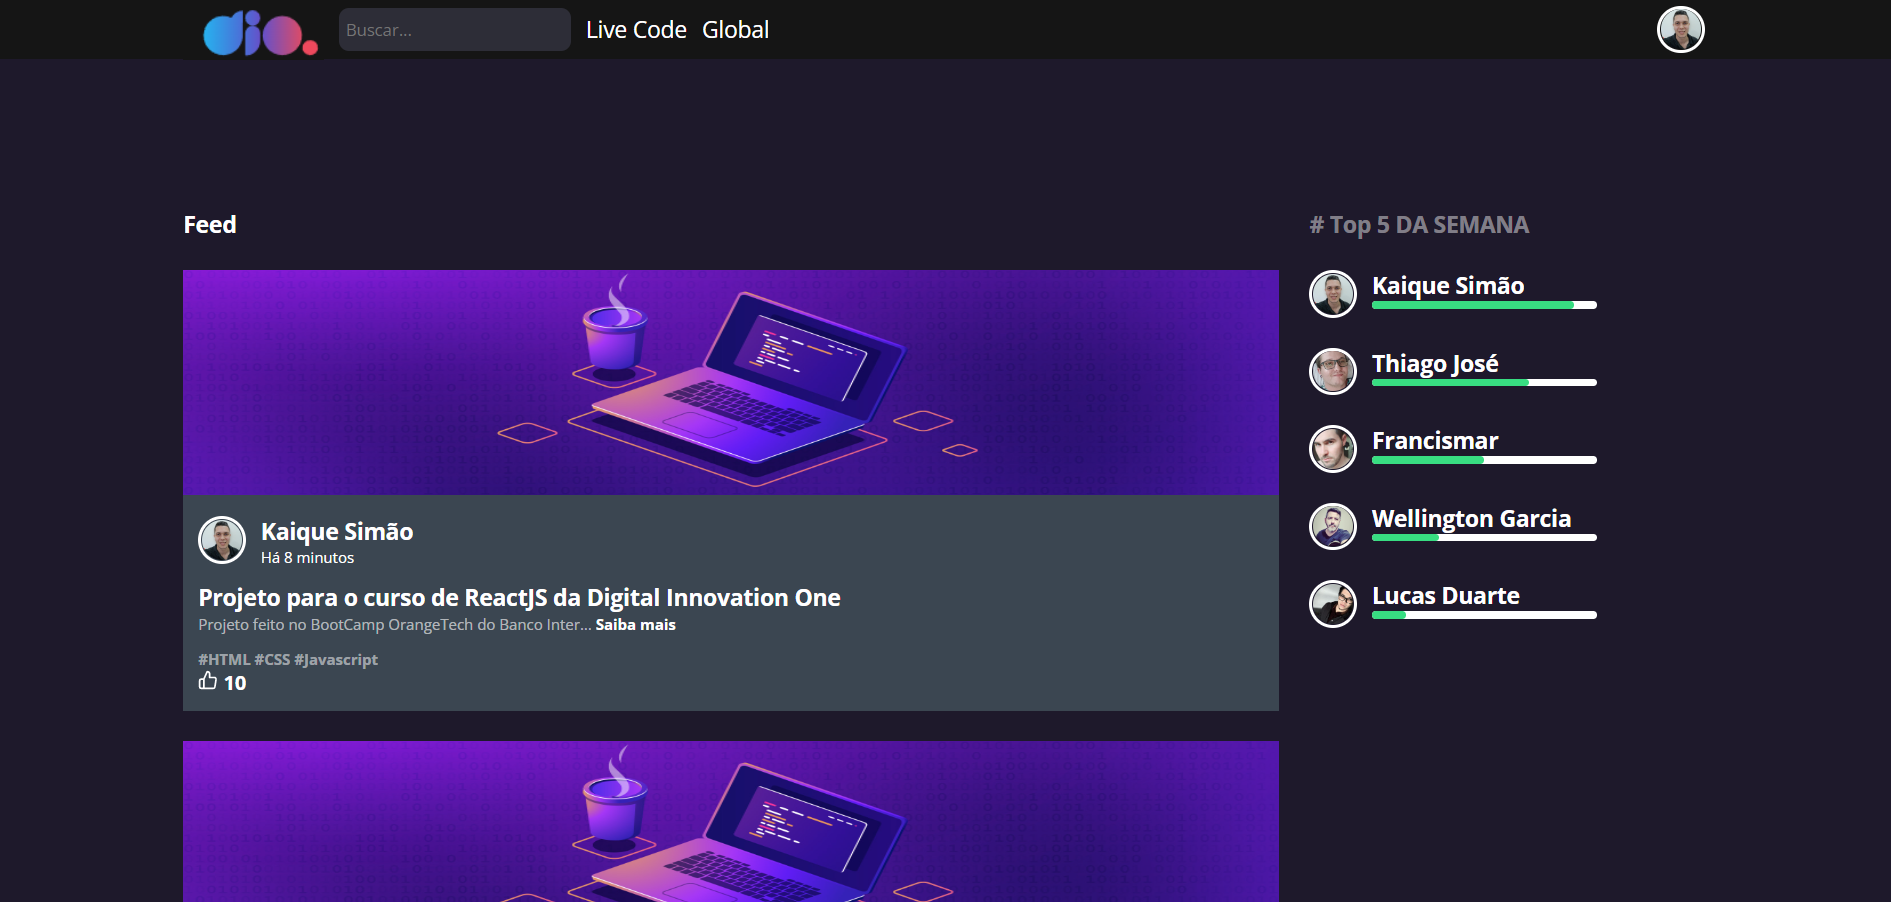 dio.
Buscar...
Live Code
Global
Feed
Kaique Simão
Há 8 minutos
Projeto para o curso de ReactJS da Digital Innovation One
Projeto feito no BootCamp OrangeTech do Banco Inter... Saiba mais
#HTML #CSS #Javascript
10
# Top 5 DA SEMANA
Kaique Simão
Thiago José
Francismar
Wellington Garcia
Lucas Duarte